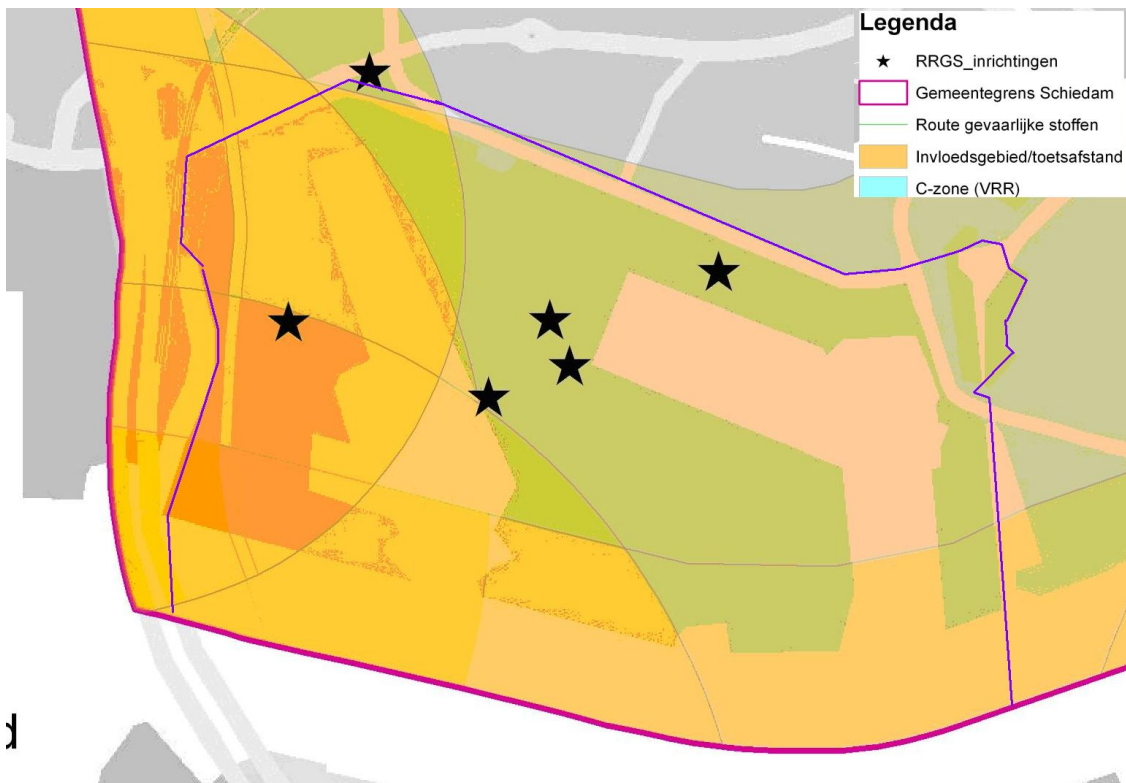 Legenda
RRGS_inrichtingen
Gemeentegrens Schiedam
Route gevaarlijke stoffen
Invloedsgebied/toetsafstand
C-zone (VRR)
d